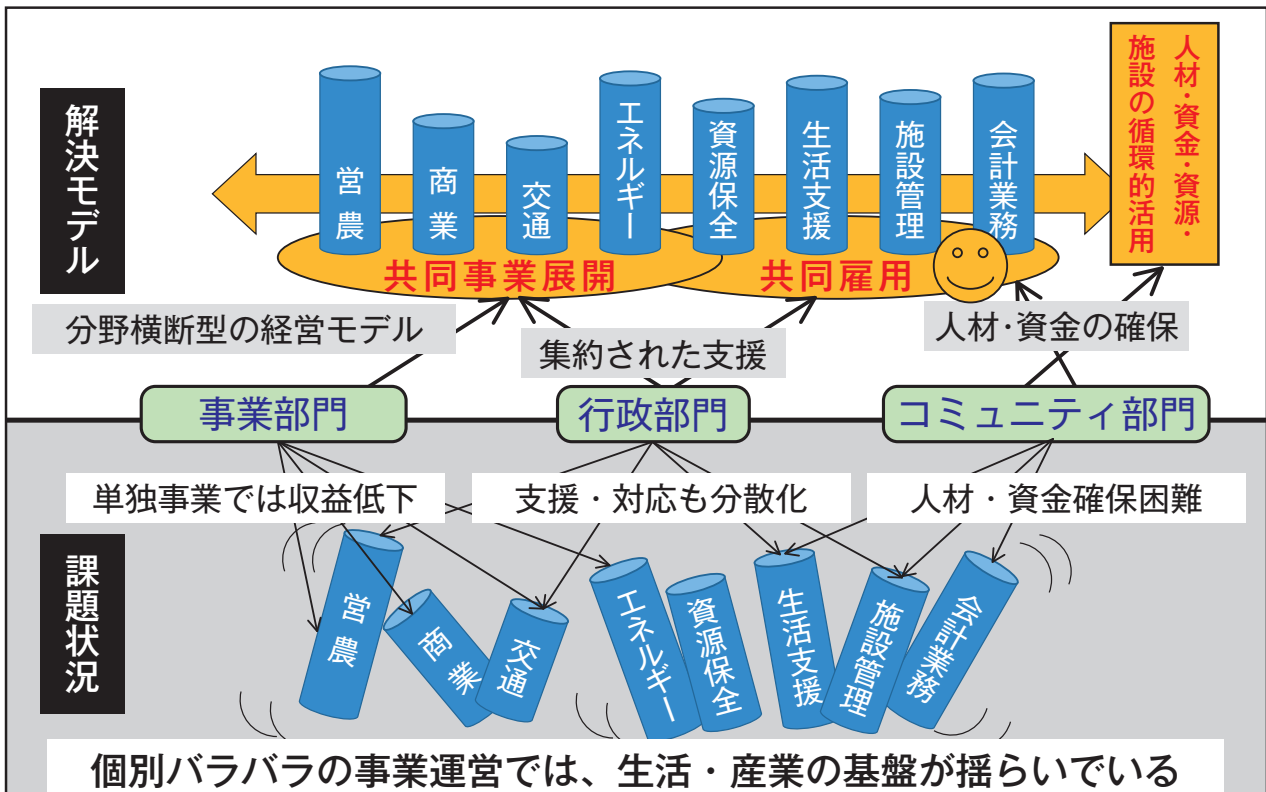 解決モデル
営農
商業
交通
エネルギー
資源保全
生活支援
施設管理
会計業務
人材・資金・資源・
施設の循環的活用
共同事業展開
共同雇用
分野横断型の経営モデル
集約された支援
人材・資金の確保
事業部門
行政部門
コミュニティ部門
単独事業では収益低下
支援・対応も分散化
人材・資金確保困難
課題状況
営農
商業
交通
エネルギー
資源保全
生活支援
施設管理
会計業務
個別バラバラの事業運営では、生活・産業の基盤が揺らいでいる